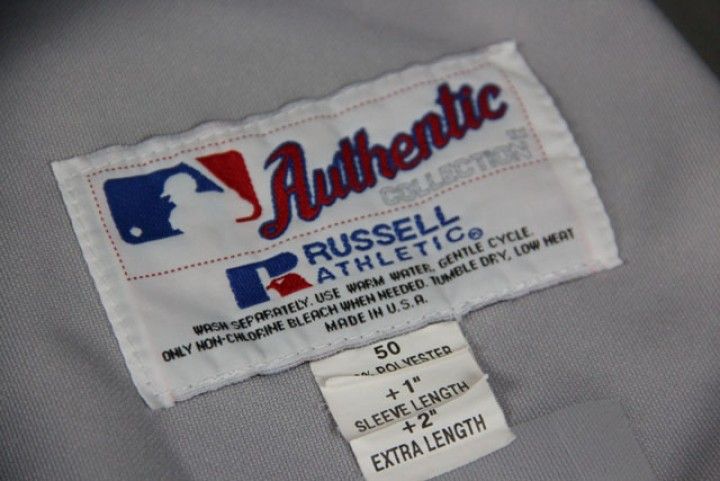 Authentic
COLLECTION™
RUSSELL
ATHLETIC®
WASH SEPARATELY. USE WARM WATER, GENTLE CYCLE.
ONLY NON-CHLORINE BLEACH WHEN NEEDED. TUMBLE DRY, LOW HEAT
MADE IN U.S.A.
50
% POLYESTER
+1"
SLEEVE LENGTH
+2"
EXTRA LENGTH